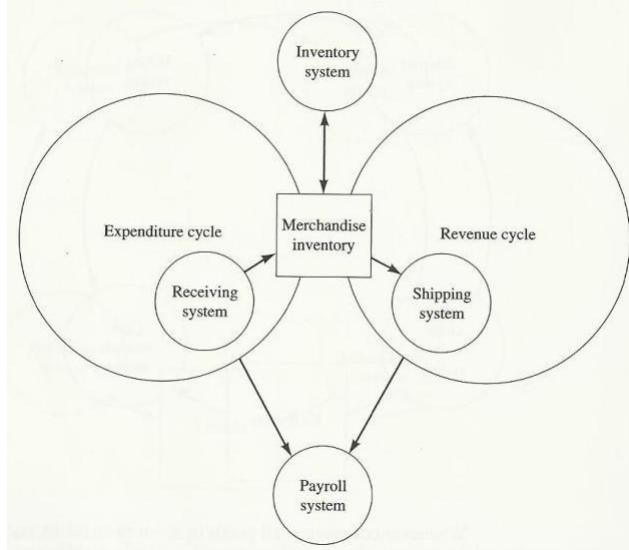 Inventory
system
Expenditure cycle
Merchandise
inventory
Revenue cycle
Receiving
system
Shipping
system
Payroll
system